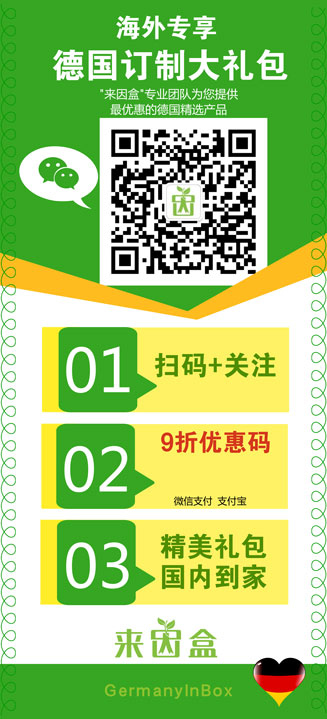 海外专享
德国订制大礼包
"来因盒"专业团队为您提供
最优惠的德国精选产品
因
01
扫码+关注
02
9折优惠码
微信支付 支付宝
03
精美礼包
国内到家
来因盒
GermanyInBox